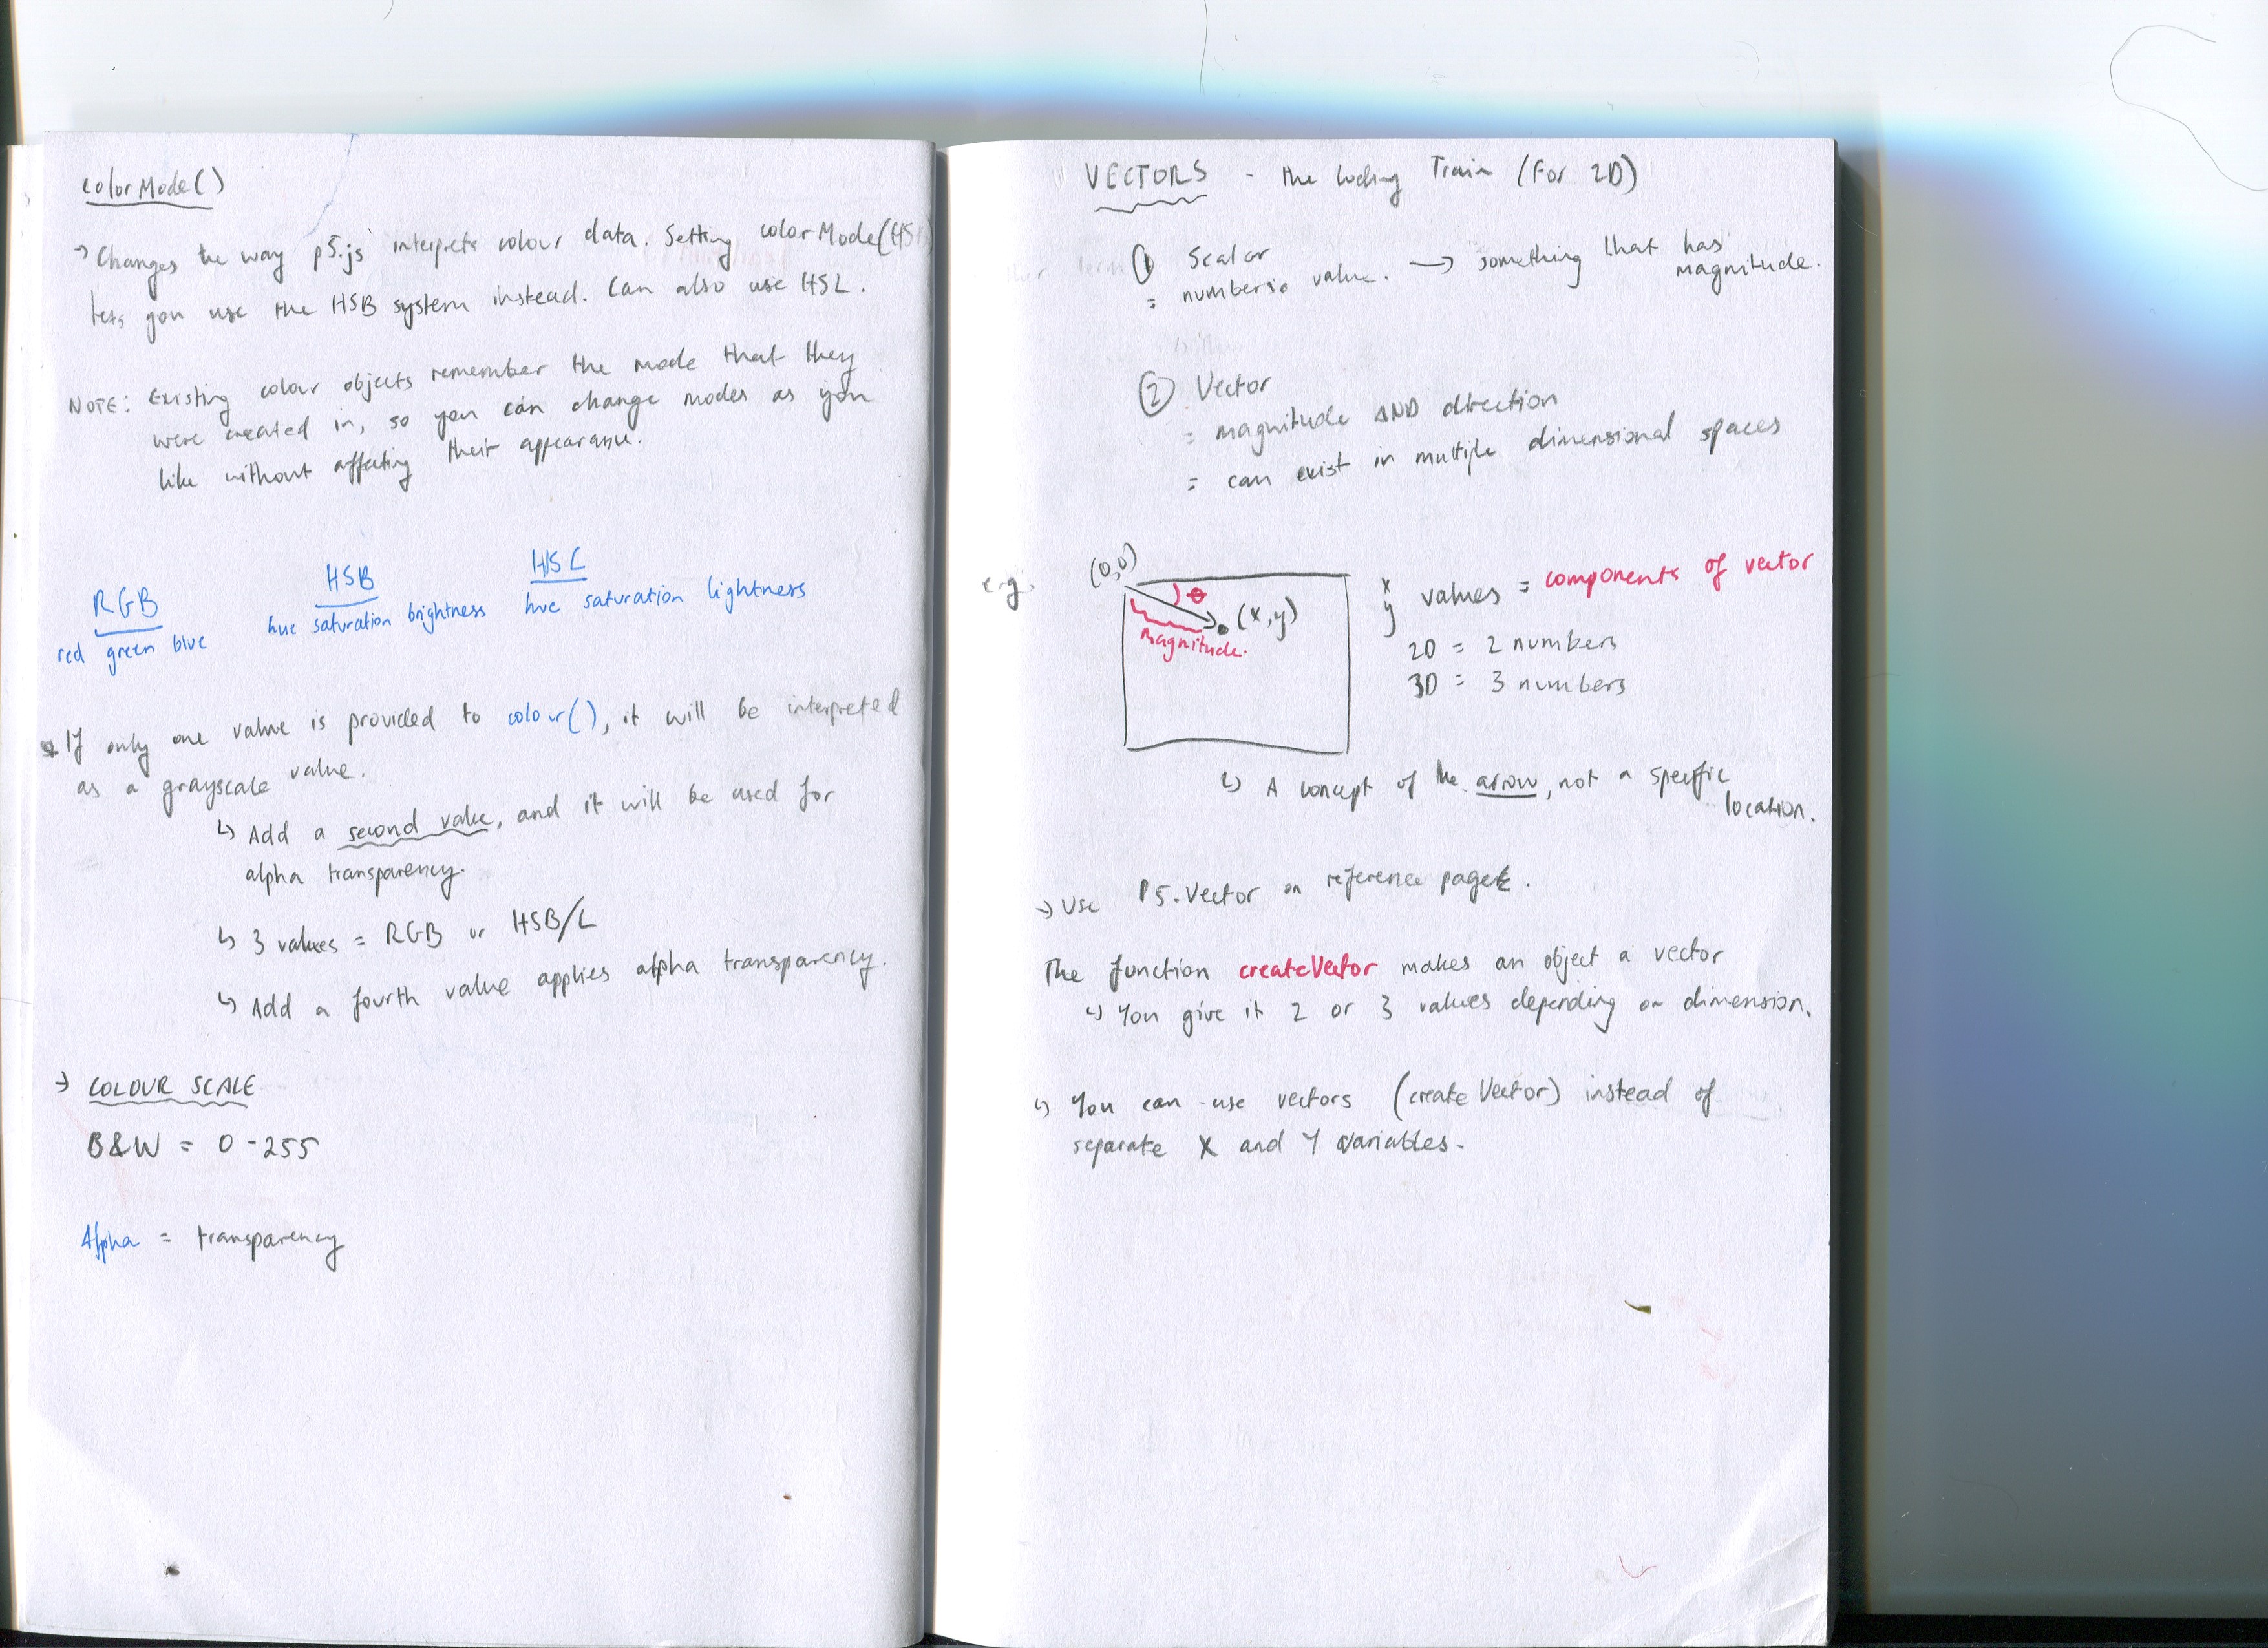 colorMode()
→ Changes the way p5.js interprets colour data. Setting colorMode(HSB
lets you use the HSB system instead. Can also use HSL.
NOTE: Existing colour objects remember the mode that they
were created in, so you can change modes as you
like without affecting their appearance.
RGB
red green blue
HSB
hue saturation brightness
HSL
hue saturation lightness
If only one value is provided to colour(), it will be interpreted
as a grayscale value.
↳ Add a second value, and it will be used for
alpha transparency.
↳ 3 values = RGB or HSB/L
↳ Add a fourth value applies alpha transparency.
→ COLOUR SCALE
B&W = 0-255
Alpha = transparency
VECTORS - The Coding Train (For 2D)
① Scalar
= numbers. value. → something that has
magnitude.
② Vector
= magnitude AND direction
= can exist in multiple dimensional spaces
e.g.
(0,0)
θ
(x,y)
magnitude.
x
y values = components of vector
2D = 2 numbers
3D = 3 numbers
↳ A concept of the arrow, not a specific
location.
→ Use P5.Vector on reference page.
The function createVector makes an object a vector
↳ You give it 2 or 3 values depending on dimension.
↳ You can use vectors (createVector) instead of
separate X and Y variables.